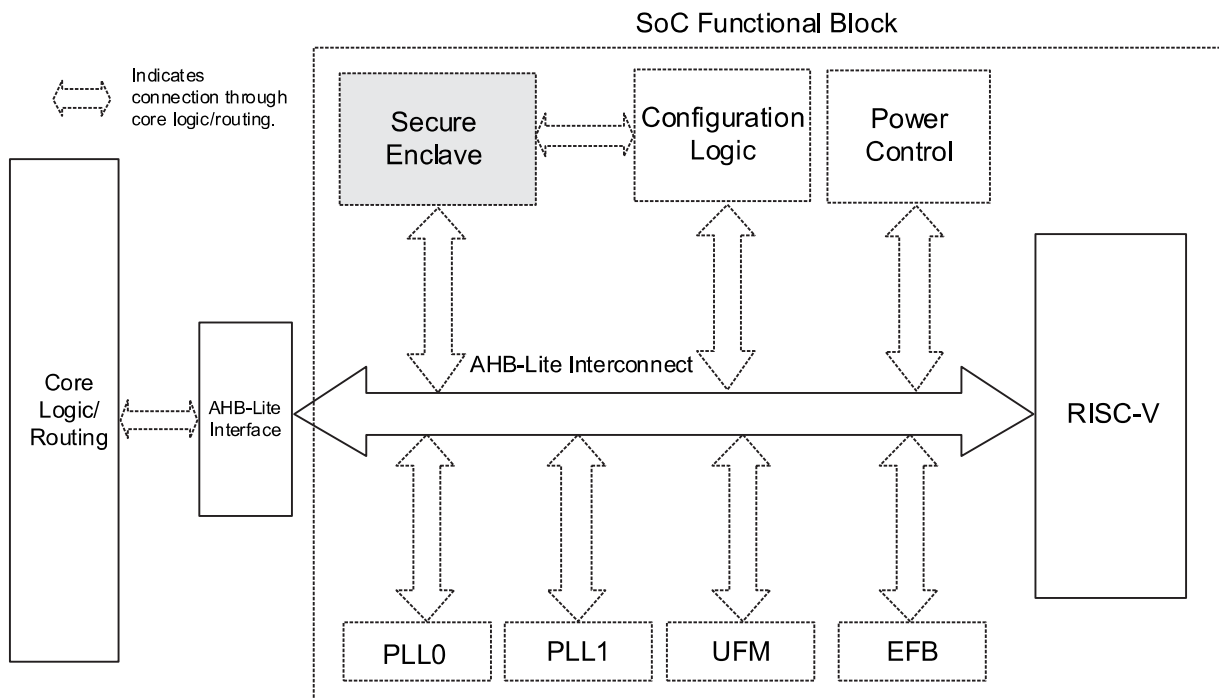 SoC Functional Block
Indicates
connection through
core logic/routing.
Secure
Enclave
Configuration
Logic
Power
Control
AHB-Lite Interconnect
Core
Logic/
Routing
AHB-Lite
Interface
RISC-V
PLL0
PLL1
UFM
EFB